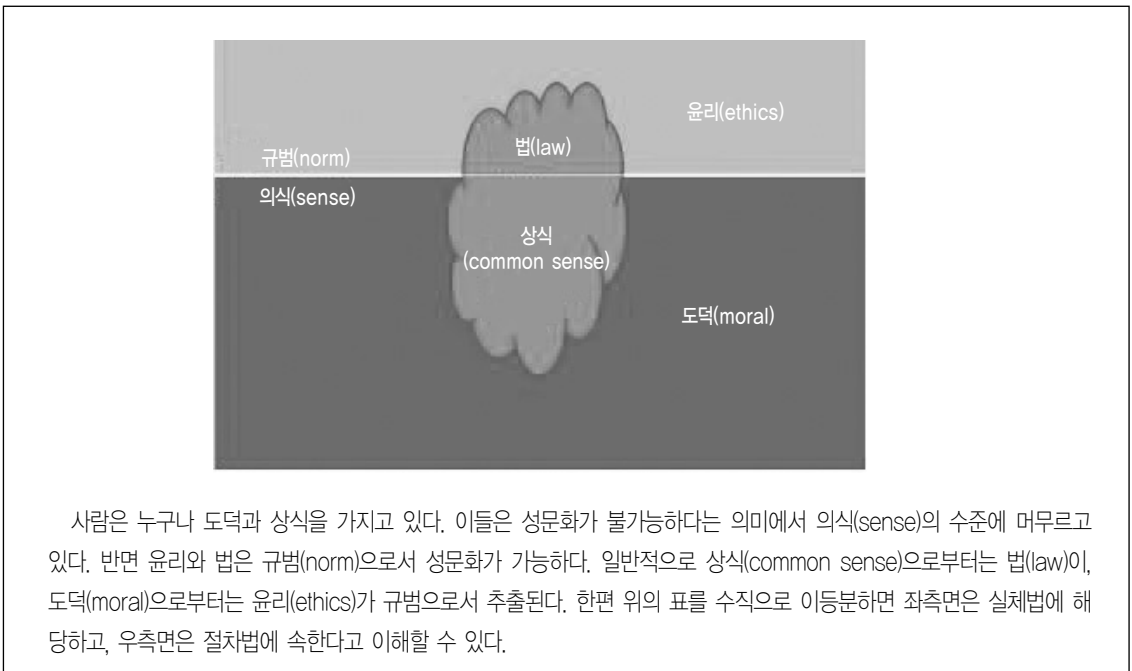 윤리(ethics)
법(law)
규범(norm)
의식(sense)
상식
(common sense)
도덕(moral)
사람은 누구나 도덕과 상식을 가지고 있다. 이들은 성문화가 불가능하다는 의미에서 의식(sense)의 수준에 머무르고
있다. 반면 윤리와 법은 규범(norm)으로서 성문화가 가능하다. 일반적으로 상식(common sense)으로부터는 법(law)이,
도덕(moral)으로부터는 윤리(ethics)가 규범으로서 추출된다. 한편 위의 표를 수직으로 이등분하면 좌측면은 실체법에 해
당하고, 우측면은 절차법에 속한다고 이해할 수 있다.